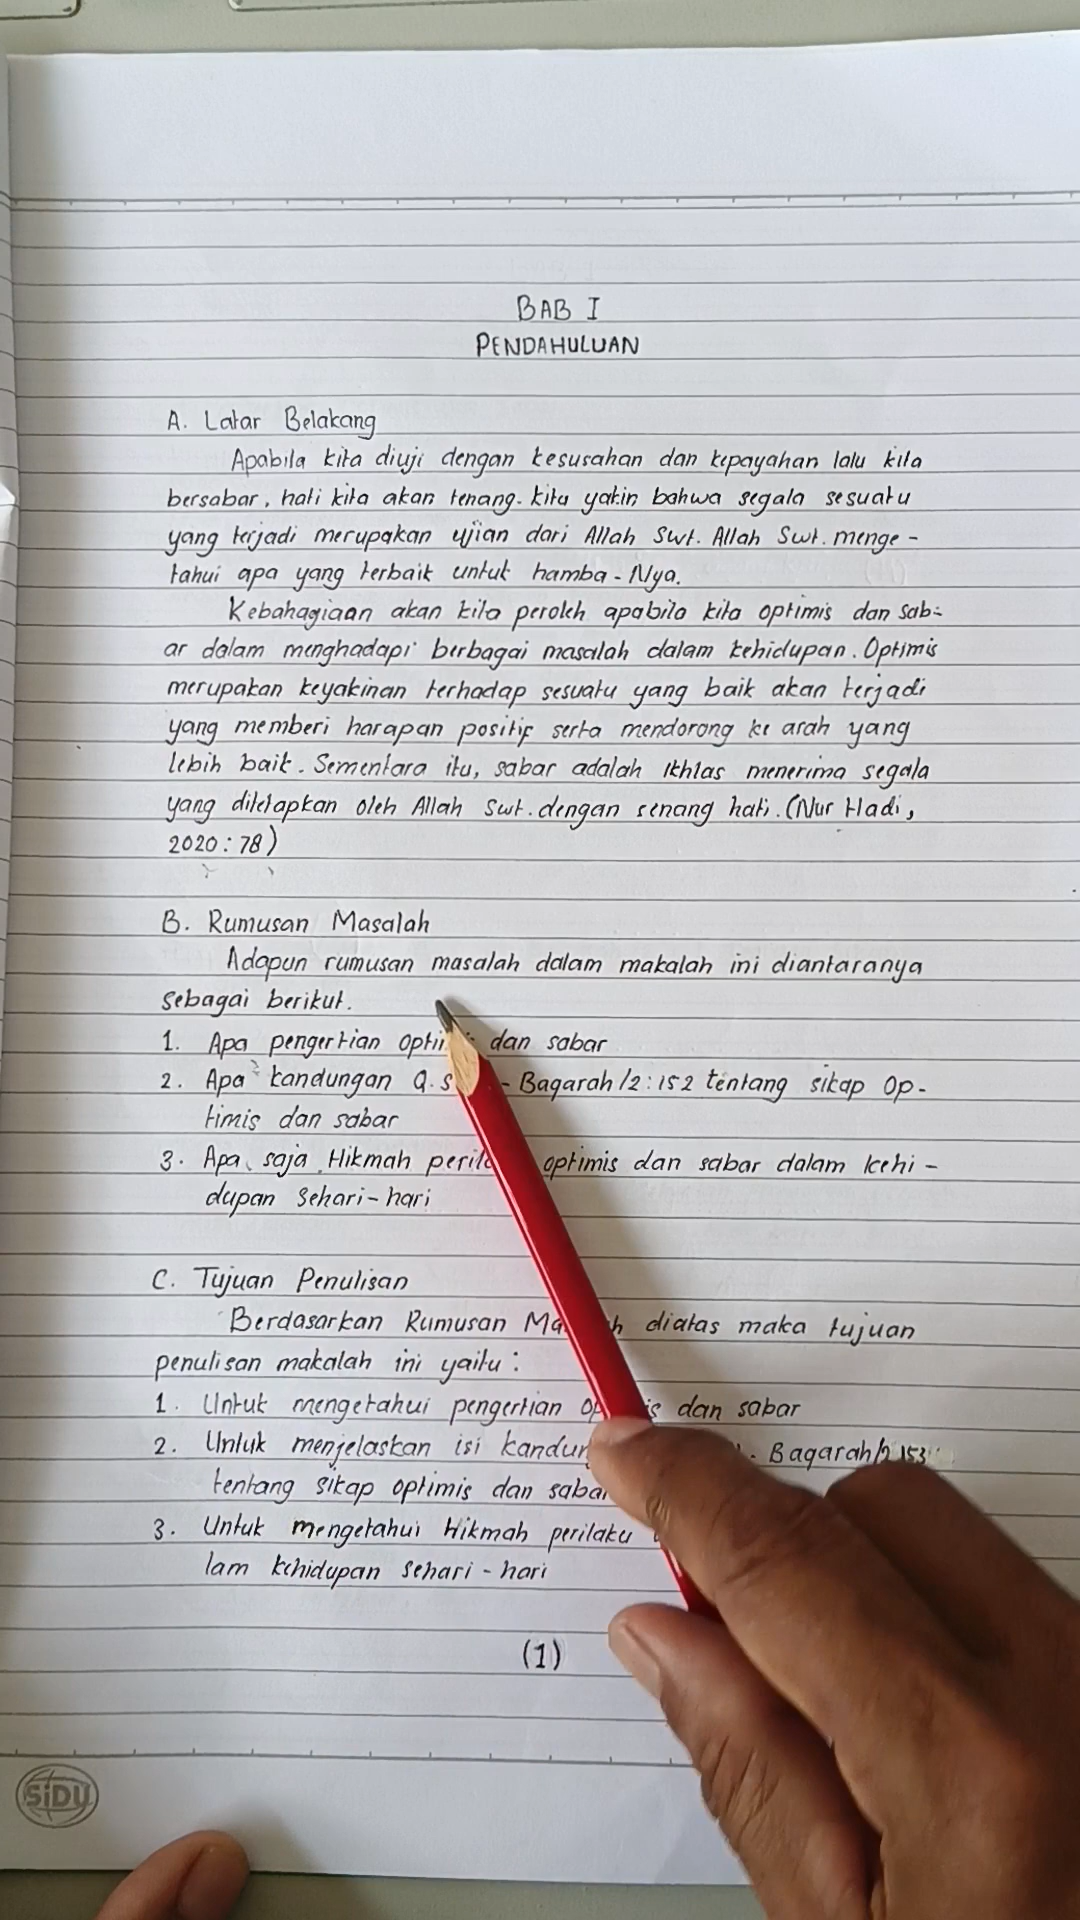 BAB I
PENDAHULUAN
A. Latar Belakang
Apabila kita diuji dengan kesusahan dan kepayahan lalu kita
bersabar, hati kita akan tenang. kita yakin bahwa segala sesuatu
yang terjadi merupakan ujian dari Allah Swt. Allah Swt. menge-
tahui apa yang terbaik untuk hamba-Nya.
Kebahagiaan akan kita peroleh apabila kita optimis dan sab-
ar dalam menghadapi berbagai masalah dalam kehidupan. Optimis
merupakan keyakinan terhadap sesuatu yang baik akan terjadi
yang memberi harapan positif serta mendorong ke arah yang
lebih baik. Sementara itu, sabar adalah Ikhlas menerima segala
yang ditetapkan oleh Allah Swt. dengan senang hati. (Nur Hadi,
2020:78)
B. Rumusan Masalah
Adapun rumusan masalah dalam makalah ini diantaranya
sebagai berikut.
1. Apa pengertian dan sabar
2. Apa kandungan Q.s - Baqarah/2:152 tentang sikap op-
timis dan sabar
3. Apa saja Hikmah optimis dan sabar dalam kehi-
dupan Sehari-hari
C. Tujuan Penulisan
Berdasarkan Rumusan diatas maka tujuan
penulisan makalah ini yaitu:
1. Untuk mengetahui pengertian dan sabar
2. Untuk menjelaskan isi Baqarah/2 153
tentang sikap optimis dan
3. Untuk mengetahui Hikmah perilaku
lam kehidupan sehari-hari
(1)
SiDU